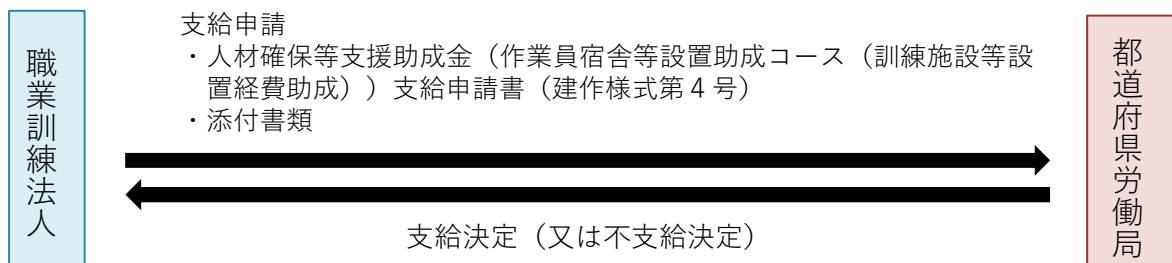 職業訓練法人
支給申請
・人材確保等支援助成金（作業員宿舎等設置助成コース（訓練施設等設
置経費助成））支給申請書（建作様式第４号）
・添付書類
支給決定（又は不支給決定）
都道府県労働局